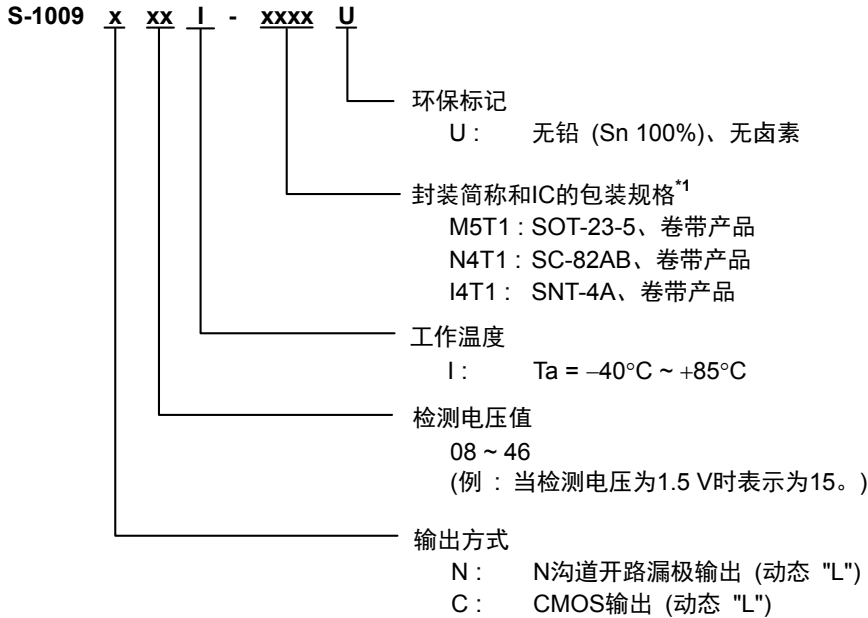 S-1009 x xx I - xxxx U
环保标记
U : 无铅 (Sn 100%)、无卤素
封装简称和IC的包装规格*1
M5T1 : SOT-23-5、卷带产品
N4T1 : SC-82AB、卷带产品
I4T1 : SNT-4A、卷带产品
工作温度
I : Ta = −40°C ~ +85°C
检测电压值
08 ~ 46
(例 : 当检测电压为1.5 V时表示为15。)
输出方式
N : N沟道开路漏极输出 (动态 "L")
C : CMOS输出 (动态 "L")